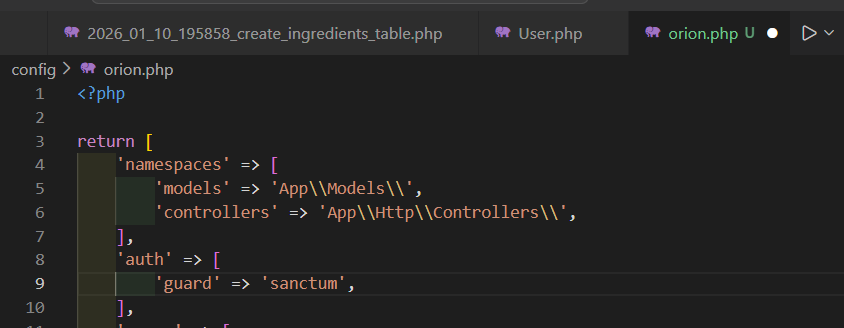 2026_01_10_195858_create_ingredients_table.php User.php orion.php U
config > orion.php
1 <?php
2
3 return [
4 'namespaces' => [
5 'models' => 'App\\Models\\',
6 'controllers' => 'App\\Http\\Controllers\\',
7 ],
8 'auth' => [
9 'guard' => 'sanctum',
10 ],